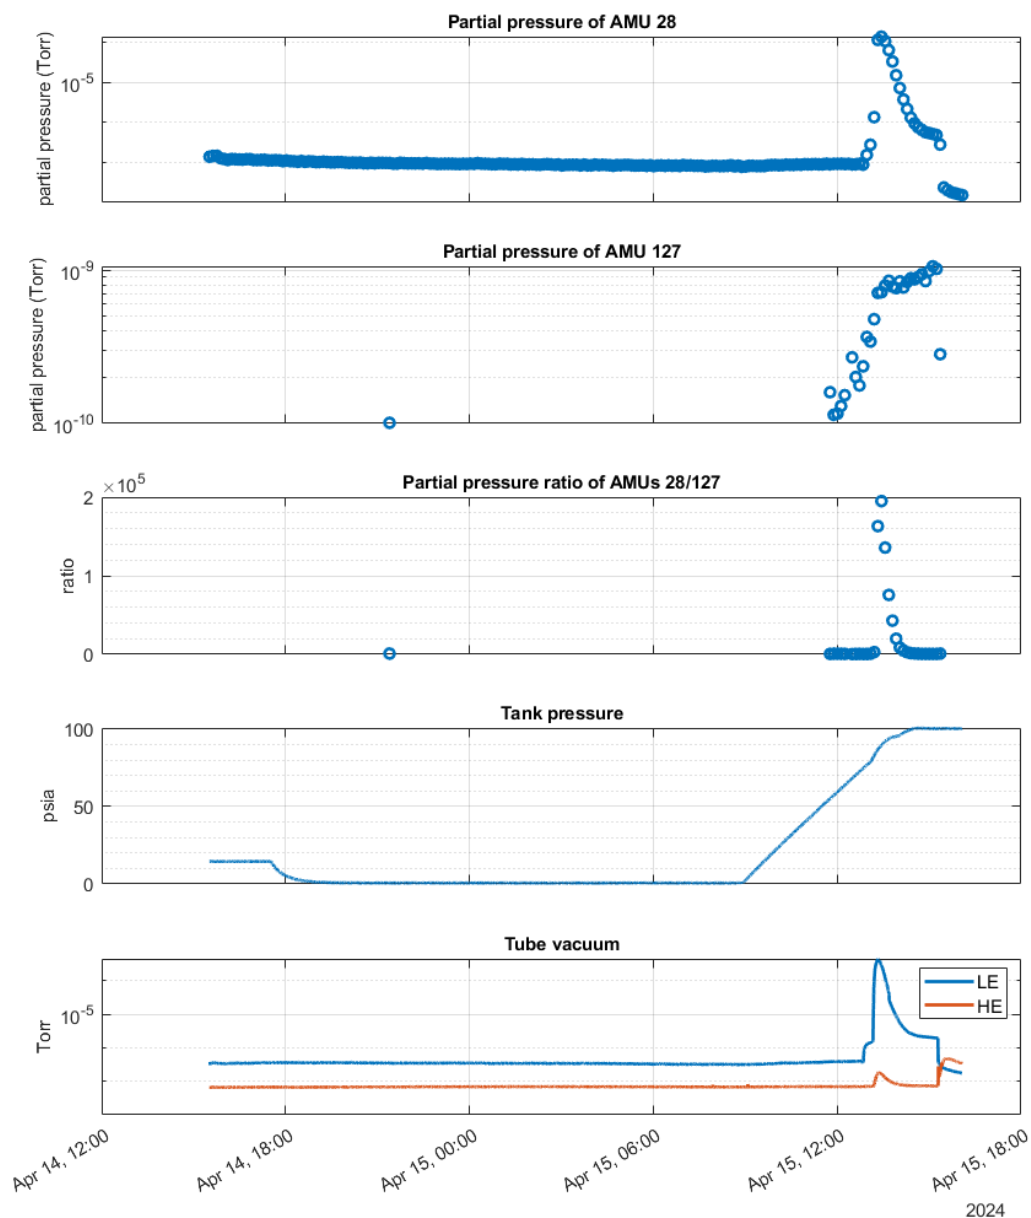 Partial pressure of AMU 28
partial pressure (Torr)
10-5
Partial pressure of AMU 127
partial pressure (Torr)
10-9
10-10
Partial pressure ratio of AMUs 28/127
×105
ratio
2
1
0
Tank pressure
psia
100
50
0
Tube vacuum
Torr
10-5
LE
HE
Apr 14, 12:00
Apr 14, 18:00
Apr 15, 00:00
Apr 15, 06:00
Apr 15, 12:00
Apr 15, 18:00
2024